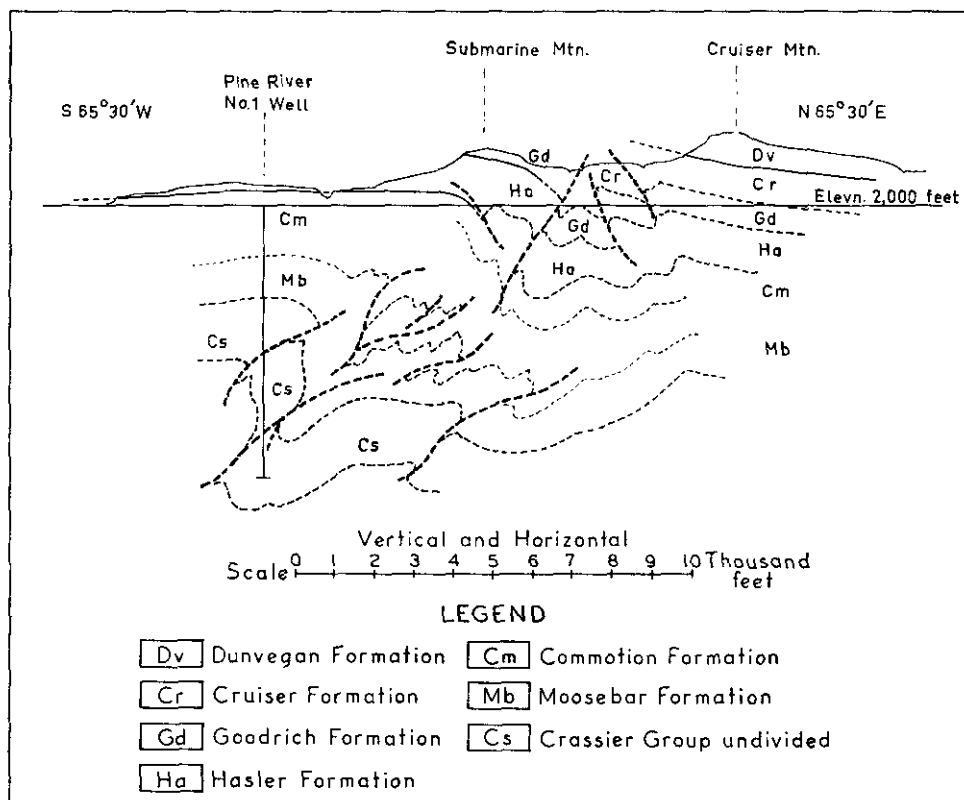 Submarine Mtn.
Cruiser Mtn.
Pine River
No.1 Well
S 65°30'W
N 65°30'E
Gd
Dv
Cr
Ha
Cr
Elevn. 2,000 feet
Cm
Gd
Gd
Ha
Ha
Mb
Cm
Cs
Mb
Cs
Cs
Vertical and Horizontal
Scale 0 1 2 3 4 5 6 7 8 9 10 Thousand
feet
LEGEND
Dv Dunvegan Formation
Cm Commotion Formation
Cr Cruiser Formation
Mb Moosebar Formation
Gd Goodrich Formation
Cs Crassier Group undivided
Ha Hasler Formation